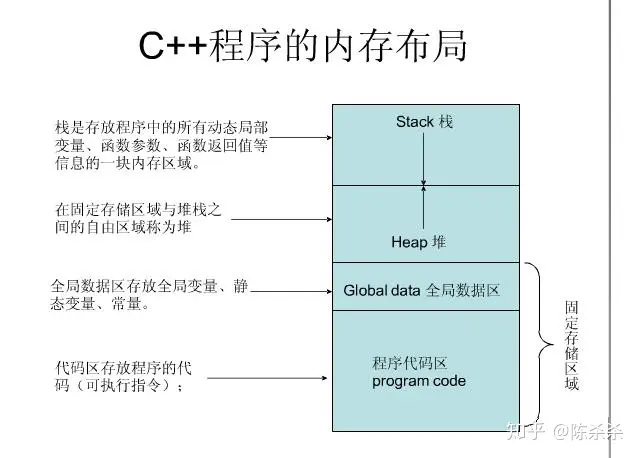 C++程序的内存布局
栈是存放程序中的所有动态局部
变量、函数参数、函数返回值等
信息的一块内存区域。
Stack 栈
在固定存储区域与堆栈之
间的自由区域称为堆
Heap 堆
全局数据区存放全局变量、静
态变量、常量。
Global data 全局数据区
代码区存放程序的代
码（可执行指令）；
程序代码区
program code
固定存储区域
知乎 @陈杀杀